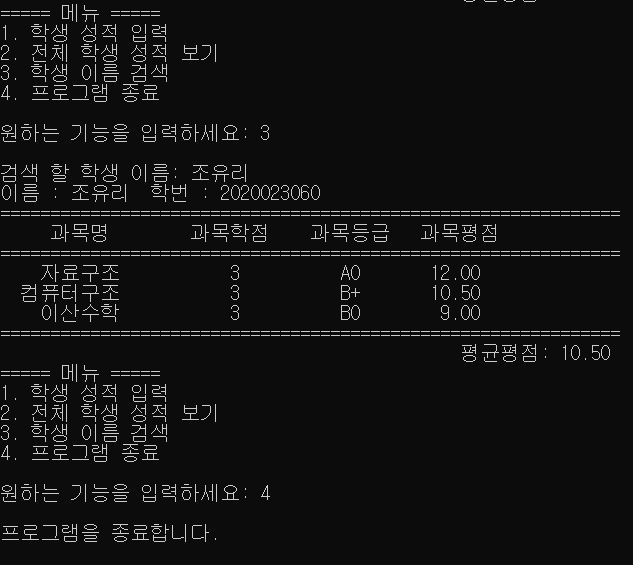 ===== 메뉴 =====
1. 학생 성적 입력
2. 전체 학생 성적 보기
3. 학생 이름 검색
4. 프로그램 종료
원하는 기능을 입력하세요: 3
검색 할 학생 이름: 조유리
이름 : 조유리 학번 : 2020023060
==============================================================
과목명 과목학점 과목등급 과목평점
==============================================================
자료구조 3 A0 12.00
컴퓨터구조 3 B+ 10.50
이산수학 3 B0 9.00
==============================================================
평균평점: 10.50
===== 메뉴 =====
1. 학생 성적 입력
2. 전체 학생 성적 보기
3. 학생 이름 검색
4. 프로그램 종료
원하는 기능을 입력하세요: 4
프로그램을 종료합니다.